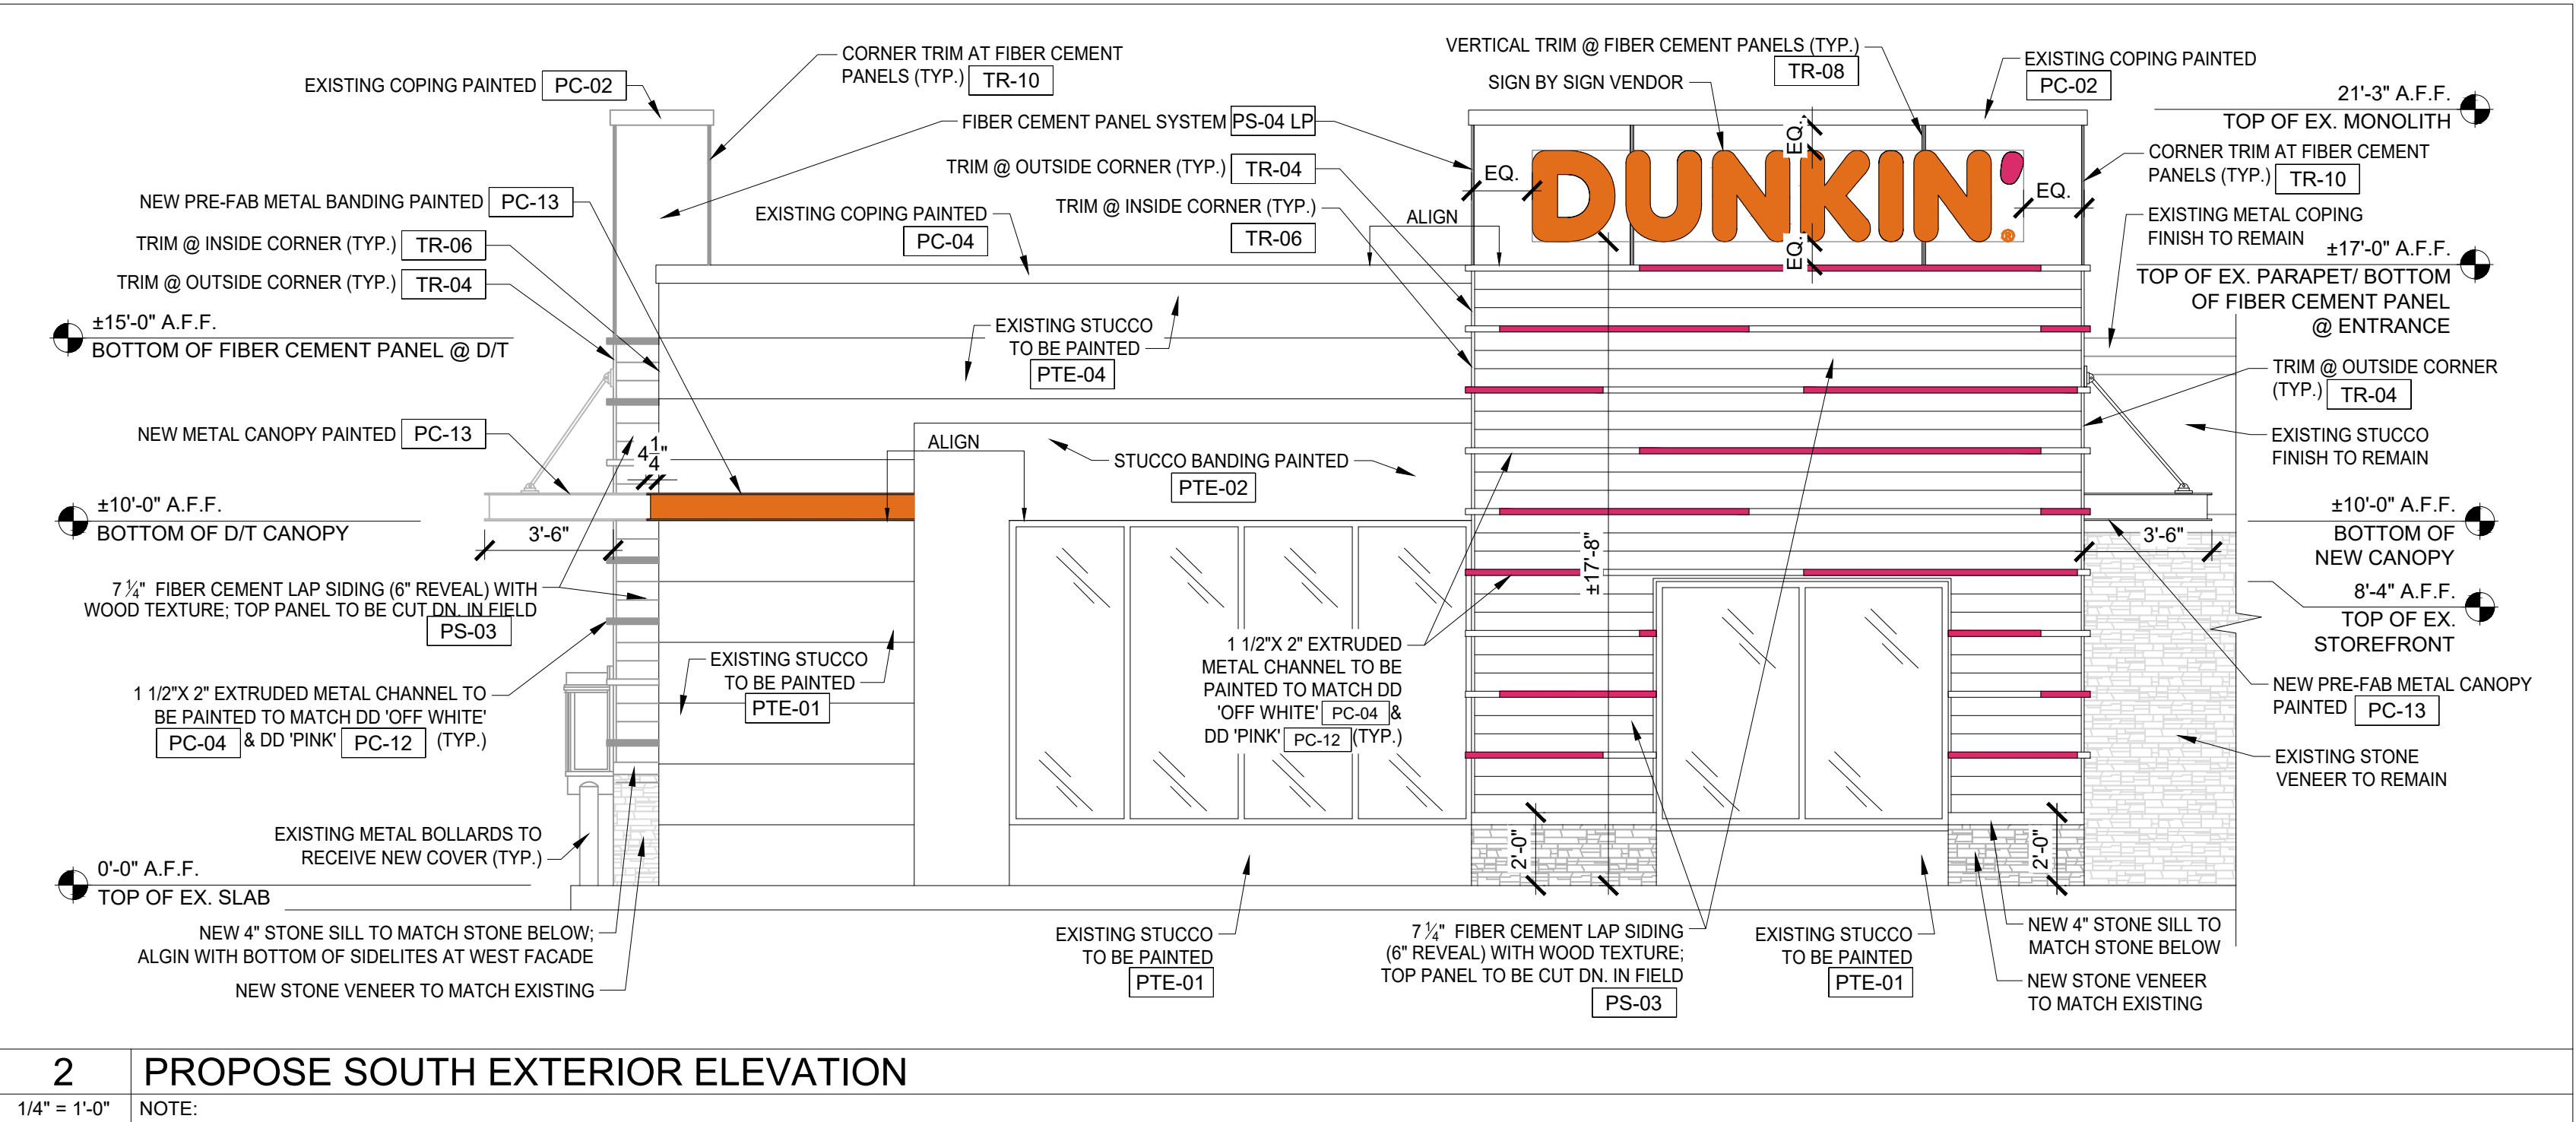 EXISTING COPING PAINTED PC-02
CORNER TRIM AT FIBER CEMENT
PANELS (TYP.) TR-10
FIBER CEMENT PANEL SYSTEM PS-04 LP
TRIM @ OUTSIDE CORNER (TYP.) TR-04
TRIM @ INSIDE CORNER (TYP.)
TR-06
EXISTING COPING PAINTED
PC-04
ALIGN
NEW PRE-FAB METAL BANDING PAINTED PC-13
TRIM @ INSIDE CORNER (TYP.) TR-06
TRIM @ OUTSIDE CORNER (TYP.) TR-04
±15'-0" A.F.F.
BOTTOM OF FIBER CEMENT PANEL @ D/T
EXISTING STUCCO
TO BE PAINTED
PTE-04
NEW METAL CANOPY PAINTED PC-13
4 1/4"
ALIGN
STUCCO BANDING PAINTED
PTE-02
±10'-0" A.F.F.
BOTTOM OF D/T CANOPY
3'-6"
7 1/4" FIBER CEMENT LAP SIDING (6" REVEAL) WITH
WOOD TEXTURE; TOP PANEL TO BE CUT DN. IN FIELD
PS-03
1 1/2"X 2" EXTRUDED METAL CHANNEL TO
BE PAINTED TO MATCH DD 'OFF WHITE'
PC-04 & DD 'PINK' PC-12 (TYP.)
EXISTING STUCCO
TO BE PAINTED
PTE-01
EXISTING METAL BOLLARDS TO
RECEIVE NEW COVER (TYP.)
0'-0" A.F.F.
TOP OF EX. SLAB
NEW 4" STONE SILL TO MATCH STONE BELOW;
ALGIN WITH BOTTOM OF SIDELITES AT WEST FACADE
NEW STONE VENEER TO MATCH EXISTING
VERTICAL TRIM @ FIBER CEMENT PANELS (TYP.)
TR-08
SIGN BY SIGN VENDOR
EXISTING COPING PAINTED
PC-02
EQ.
EQ.
DUNKIN'
®
EQ.
EQ.
21'-3" A.F.F.
TOP OF EX. MONOLITH
CORNER TRIM AT FIBER CEMENT
PANELS (TYP.) TR-10
EXISTING METAL COPING
FINISH TO REMAIN
±17'-0" A.F.F.
TOP OF EX. PARAPET/ BOTTOM
OF FIBER CEMENT PANEL
@ ENTRANCE
TRIM @ OUTSIDE CORNER
(TYP.) TR-04
EXISTING STUCCO
FINISH TO REMAIN
±10'-0" A.F.F.
BOTTOM OF
NEW CANOPY
3'-6"
8'-4" A.F.F.
TOP OF EX.
STOREFRONT
NEW PRE-FAB METAL CANOPY
PAINTED PC-13
EXISTING STONE
VENEER TO REMAIN
±17'-8"
1 1/2"X 2" EXTRUDED
METAL CHANNEL TO BE
PAINTED TO MATCH DD
'OFF WHITE' PC-04 &
DD 'PINK' PC-12 (TYP.)
2'-0"
2'-0"
EXISTING STUCCO
TO BE PAINTED
PTE-01
7 1/4" FIBER CEMENT LAP SIDING
(6" REVEAL) WITH WOOD TEXTURE;
TOP PANEL TO BE CUT DN. IN FIELD
PS-03
EXISTING STUCCO
TO BE PAINTED
PTE-01
NEW 4" STONE SILL TO
MATCH STONE BELOW
NEW STONE VENEER
TO MATCH EXISTING
2 PROPOSE SOUTH EXTERIOR ELEVATION
1/4" = 1'-0" NOTE: